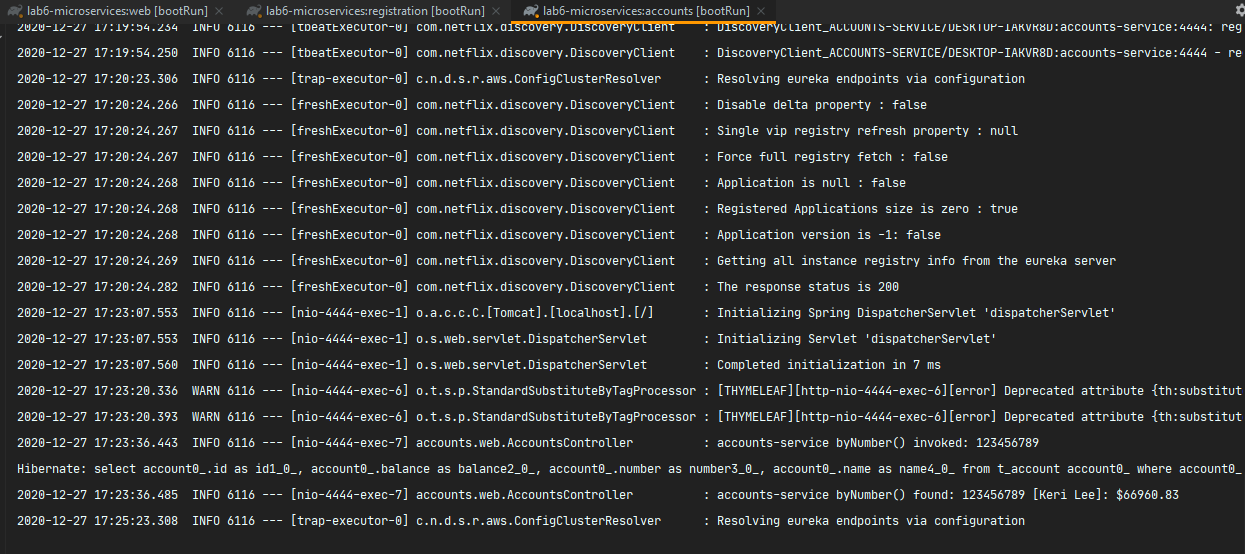 lab6-microservices:web [bootRun] × lab6-microservices:registration [bootRun] × lab6-microservices:accounts [bootRun] ×
2020-12-27 17:19:54.234  INFO 6116 --- [tbeatExecutor-0] com.netflix.discovery.DiscoveryClient    : DiscoveryClient_ACCOUNTS-SERVICE/DESKTOP-IAKVR8D:accounts-service:4444: reg
2020-12-27 17:19:54.250  INFO 6116 --- [tbeatExecutor-0] com.netflix.discovery.DiscoveryClient    : DiscoveryClient_ACCOUNTS-SERVICE/DESKTOP-IAKVR8D:accounts-service:4444 - re
2020-12-27 17:20:23.306  INFO 6116 --- [trap-executor-0] c.n.d.s.r.aws.ConfigClusterResolver      : Resolving eureka endpoints via configuration
2020-12-27 17:20:24.266  INFO 6116 --- [freshExecutor-0] com.netflix.discovery.DiscoveryClient    : Disable delta property : false
2020-12-27 17:20:24.267  INFO 6116 --- [freshExecutor-0] com.netflix.discovery.DiscoveryClient    : Single vip registry refresh property : null
2020-12-27 17:20:24.267  INFO 6116 --- [freshExecutor-0] com.netflix.discovery.DiscoveryClient    : Force full registry fetch : false
2020-12-27 17:20:24.268  INFO 6116 --- [freshExecutor-0] com.netflix.discovery.DiscoveryClient    : Application is null : false
2020-12-27 17:20:24.268  INFO 6116 --- [freshExecutor-0] com.netflix.discovery.DiscoveryClient    : Registered Applications size is zero : true
2020-12-27 17:20:24.268  INFO 6116 --- [freshExecutor-0] com.netflix.discovery.DiscoveryClient    : Application version is -1: false
2020-12-27 17:20:24.269  INFO 6116 --- [freshExecutor-0] com.netflix.discovery.DiscoveryClient    : Getting all instance registry info from the eureka server
2020-12-27 17:20:24.282  INFO 6116 --- [freshExecutor-0] com.netflix.discovery.DiscoveryClient    : The response status is 200
2020-12-27 17:23:07.553  INFO 6116 --- [nio-4444-exec-1] o.a.c.c.C.[Tomcat].[localhost].[/]       : Initializing Spring DispatcherServlet 'dispatcherServlet'
2020-12-27 17:23:07.553  INFO 6116 --- [nio-4444-exec-1] o.s.web.servlet.DispatcherServlet        : Initializing Servlet 'dispatcherServlet'
2020-12-27 17:23:07.560  INFO 6116 --- [nio-4444-exec-1] o.s.web.servlet.DispatcherServlet        : Completed initialization in 7 ms
2020-12-27 17:23:20.336  WARN 6116 --- [nio-4444-exec-6] o.t.s.p.StandardSubstituteByTagProcessor : [THYMELEAF][http-nio-4444-exec-6][error] Deprecated attribute {th:substitut
2020-12-27 17:23:20.393  WARN 6116 --- [nio-4444-exec-6] o.t.s.p.StandardSubstituteByTagProcessor : [THYMELEAF][http-nio-4444-exec-6][error] Deprecated attribute {th:substitut
2020-12-27 17:23:36.443  INFO 6116 --- [nio-4444-exec-7] accounts.web.AccountsController          : accounts-service byNumber() invoked: 123456789
Hibernate: select account0_.id as id1_0_, account0_.balance as balance2_0_, account0_.number as number3_0_, account0_.name as name4_0_ from t_account account0_ where account0_
2020-12-27 17:23:36.485  INFO 6116 --- [nio-4444-exec-7] accounts.web.AccountsController          : accounts-service byNumber() found: 123456789 [Keri Lee]: $66960.83
2020-12-27 17:25:23.308  INFO 6116 --- [trap-executor-0] c.n.d.s.r.aws.ConfigClusterResolver      : Resolving eureka endpoints via configuration